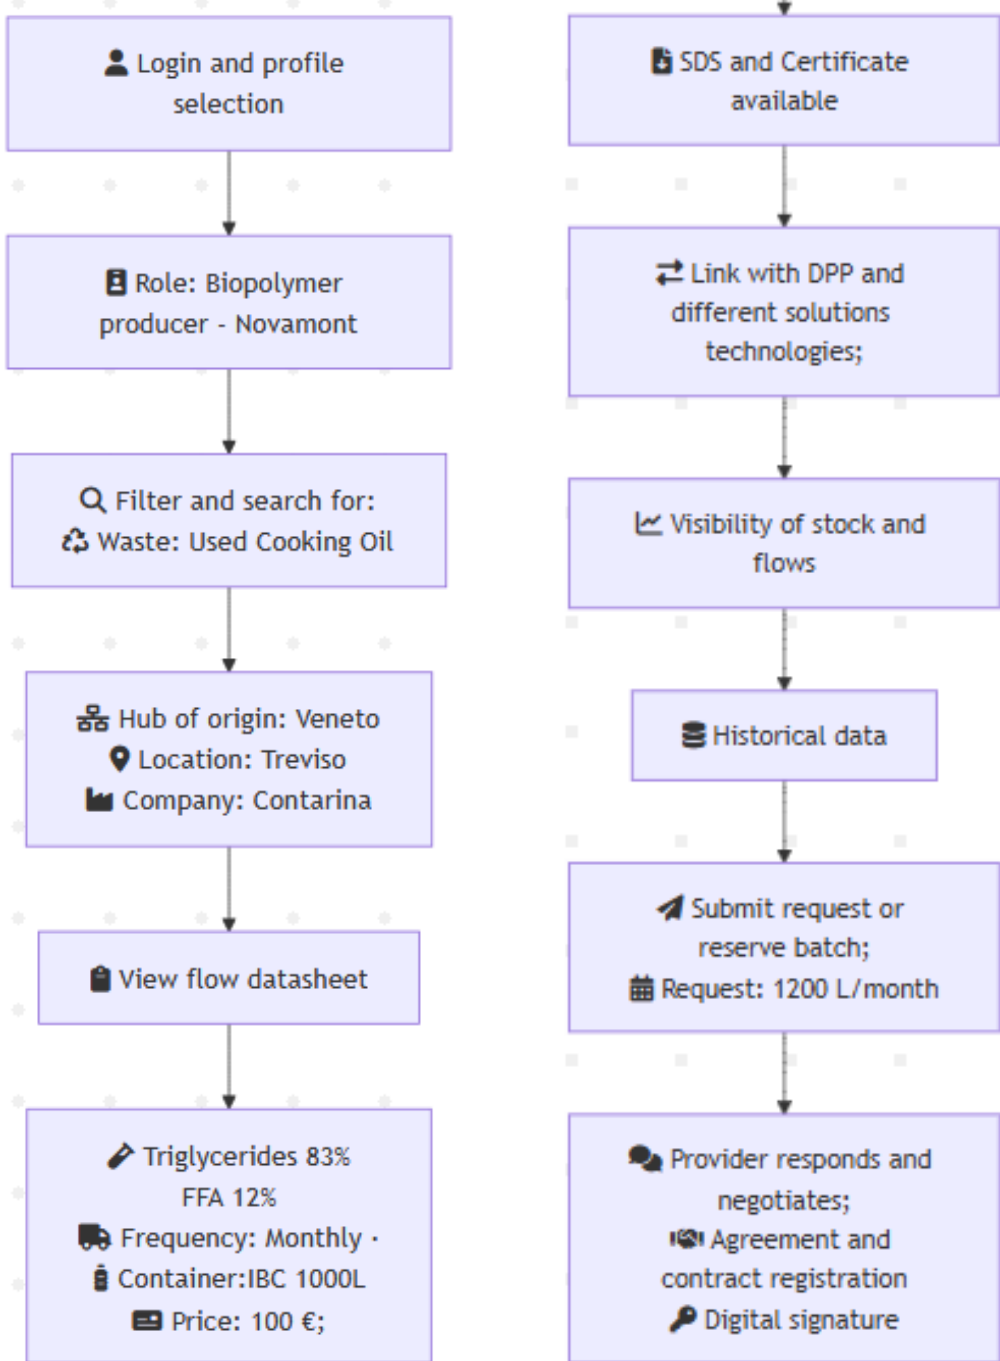 Login and profile
selection
Role: Biopolymer
producer - Novamont
Filter and search for:
Waste: Used Cooking Oil
Hub of origin: Veneto
Location: Treviso
Company: Contarina
View flow datasheet
Triglycerides 83%
FFA 12%
Frequency: Monthly ·
Container:IBC 1000L
Price: 100 €;
SDS and Certificate
available
Link with DPP and
different solutions
technologies;
Visibility of stock and
flows
Historical data
Submit request or
reserve batch;
Request: 1200 L/month
Provider responds and
negotiates;
Agreement and
contract registration
Digital signature